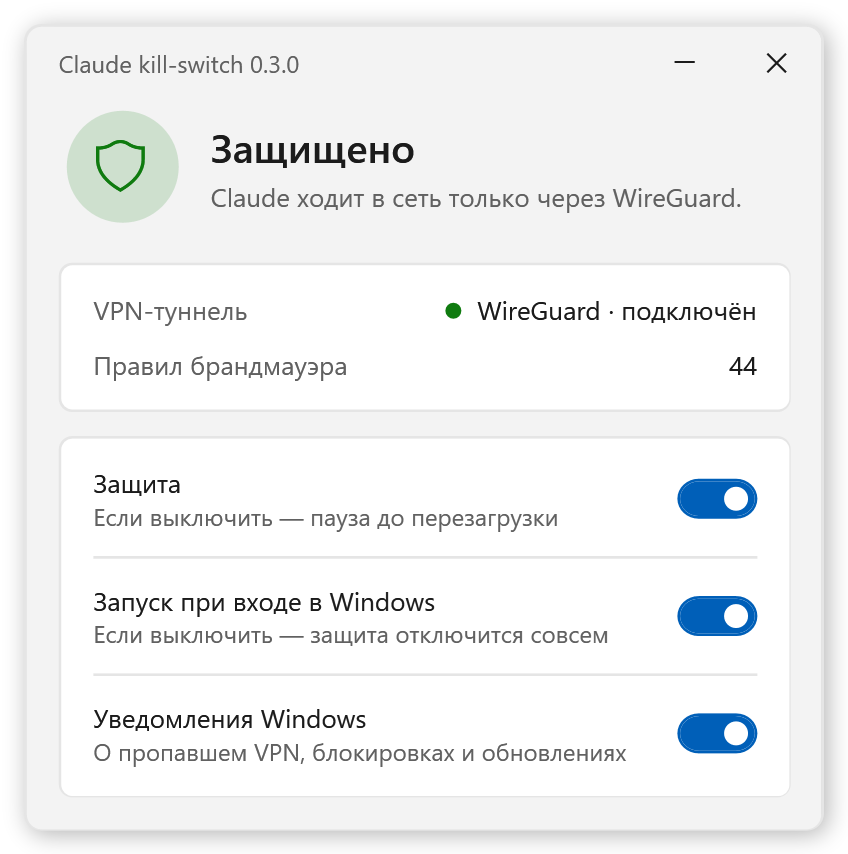 Claude kill-switch 0.3.0
Защищено
Claude ходит в сеть только через WireGuard.
VPN-туннель WireGuard · подключён
Правил брандмауэра 44
Защита
Если выключить — пауза до перезагрузки
Запуск при входе в Windows
Если выключить — защита отключится совсем
Уведомления Windows
О пропавшем VPN, блокировках и обновлениях